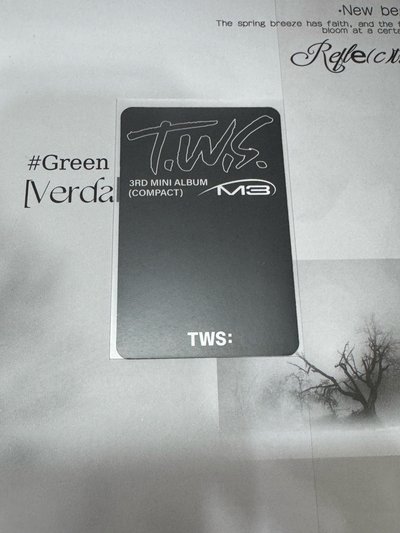 ·New be
The spring breeze has faith, and the f
bloom at a certa
#Green
[Verda
T.W.S.
3RD MINI ALBUM
(COMPACT)
M3
TWS: